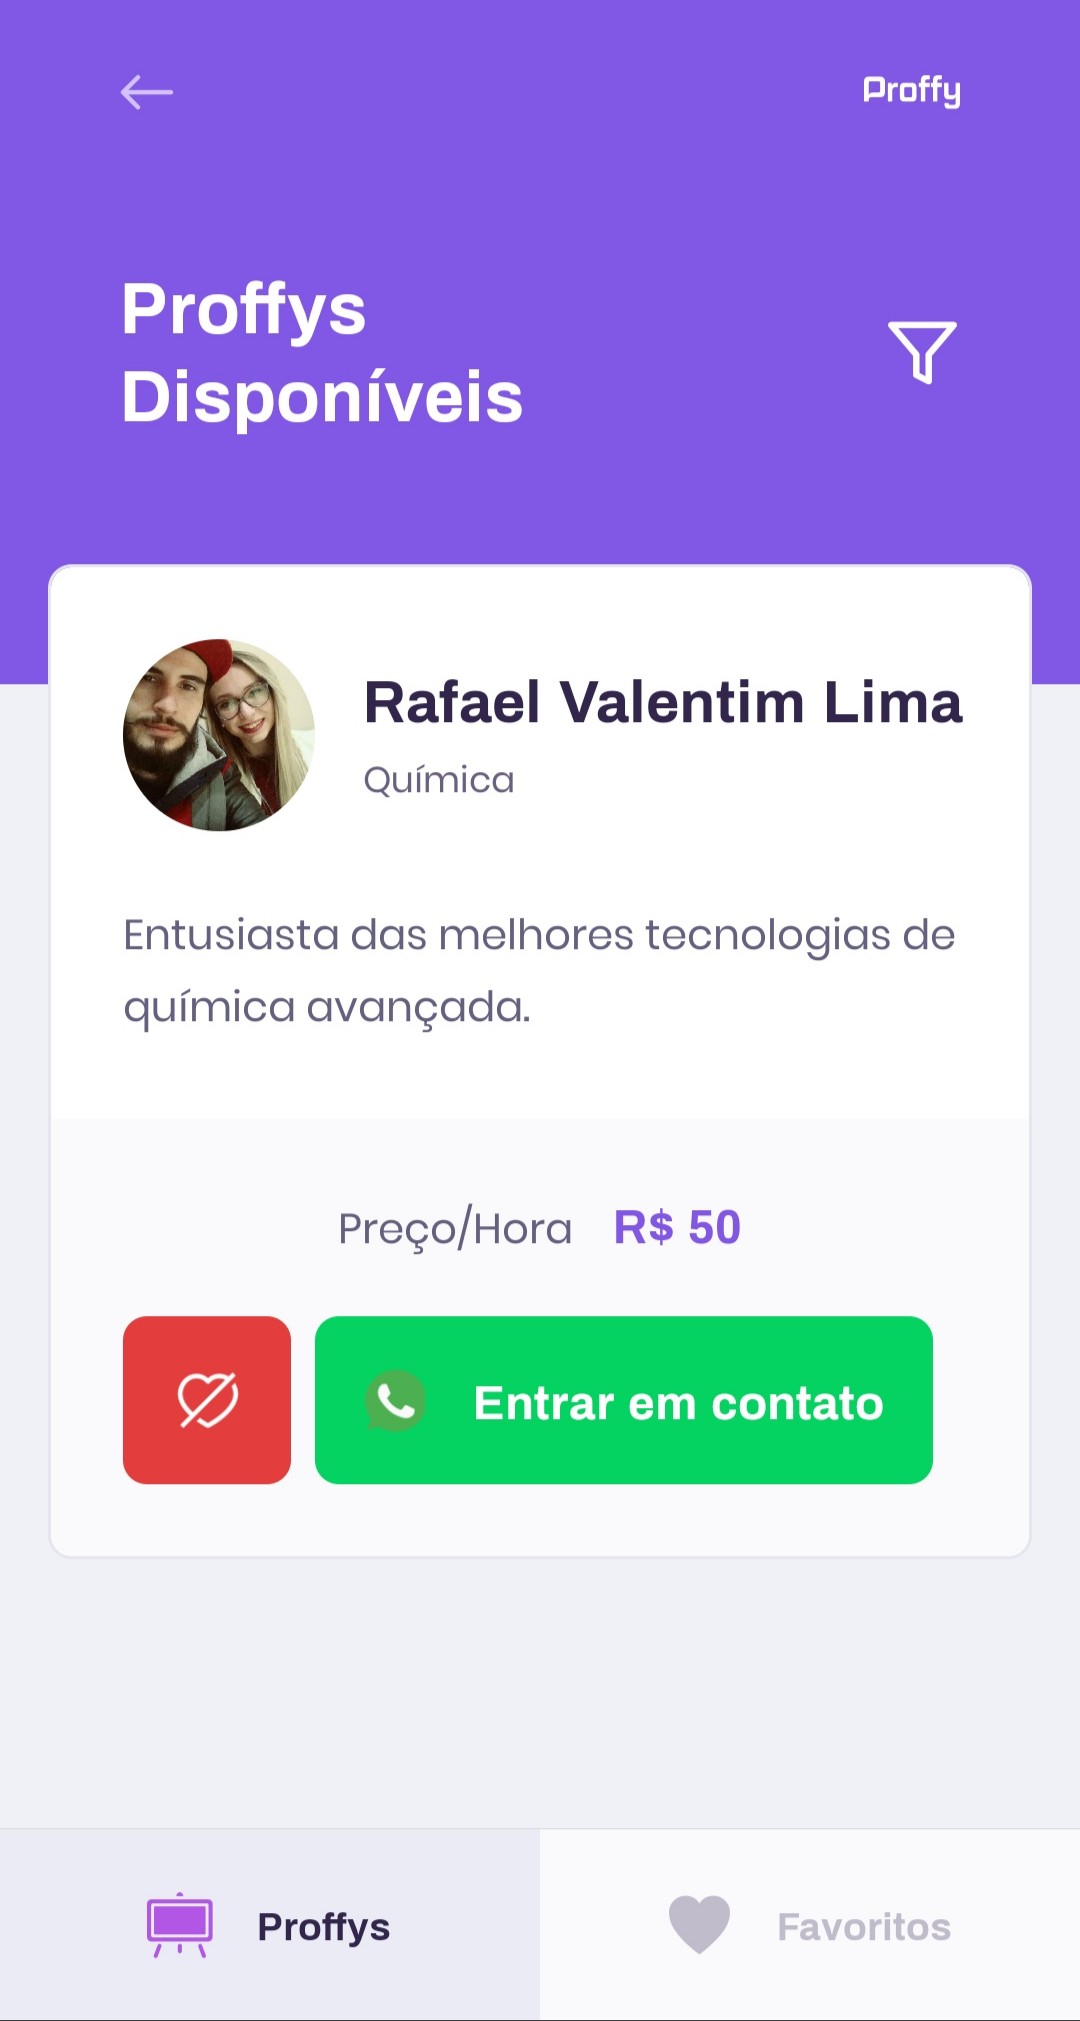 Proffy
Proffys
Disponíveis
Rafael Valentim Lima
Química
Entusiasta das melhores tecnologias de
química avançada.
Preço/Hora R$ 50
Entrar em contato
Proffys
Favoritos